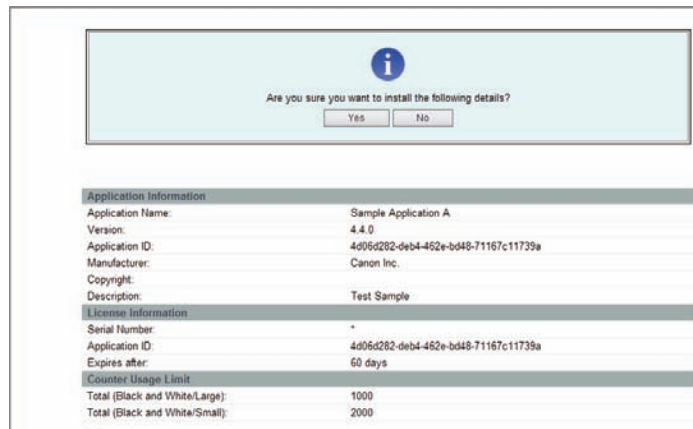 Are you sure you want to install the following details?
Yes No
Application Information
Application Name: Sample Application A
Version: 4.4.0
Application ID: 4d06d282-deb4-462e-bd48-71167c11739a
Manufacturer: Canon Inc.
Copyright:
Description: Test Sample
License Information
Serial Number: *
Application ID: 4d06d282-deb4-462e-bd48-71167c11739a
Expires after: 60 days
Counter Usage Limit
Total (Black and White/Large): 1000
Total (Black and White/Small): 2000